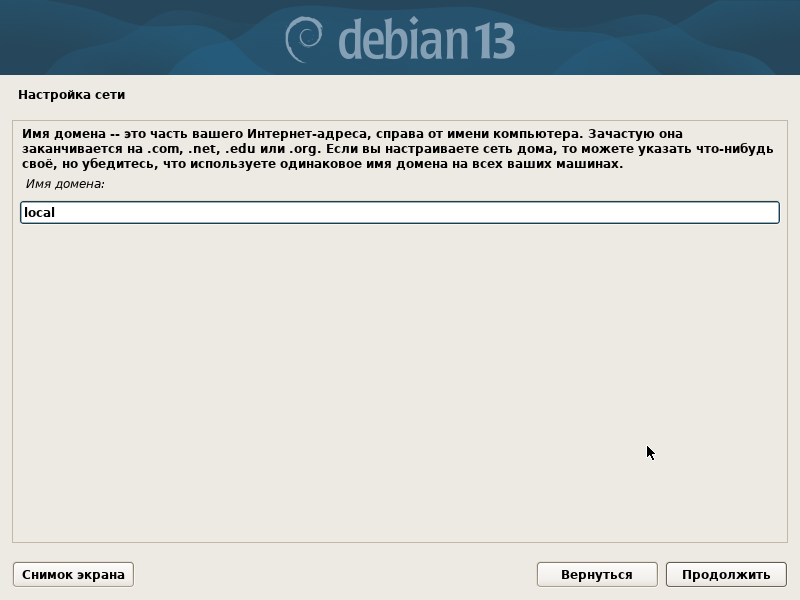 debian 13
Настройка сети
Имя домена -- это часть вашего Интернет-адреса, справа от имени компьютера. Зачастую она
заканчивается на .com, .net, .edu или .org. Если вы настраиваете сеть дома, то можете указать что-нибудь
своё, но убедитесь, что используете одинаковое имя домена на всех ваших машинах.
Имя домена:
local
Снимок экрана
Вернуться
Продолжить